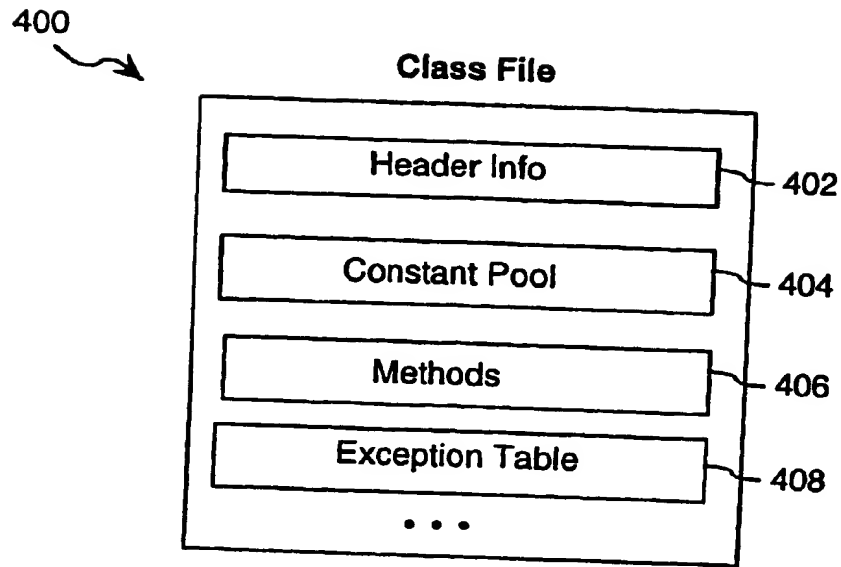 400
Class File
Header Info
402
Constant Pool
404
Methods
406
Exception Table
408
• • •